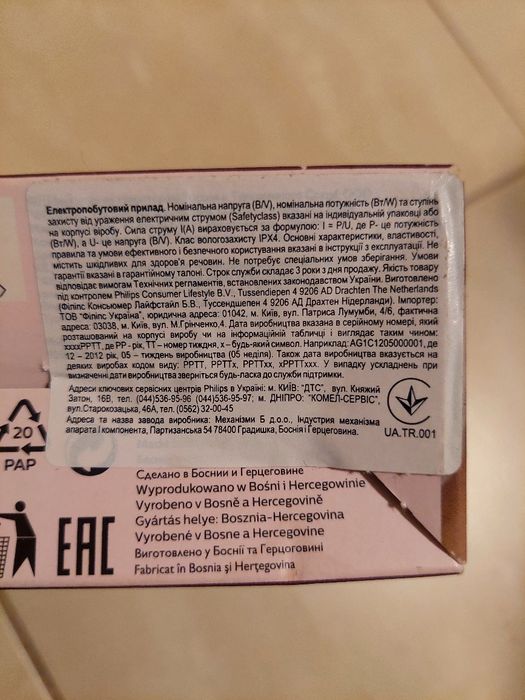 Електропобутовий прилад. Номінальна напруга (В/V), номінальна потужність (Вт/W) та ступінь
захисту від ураження електричним струмом (Safetyclass) вказані на індивідуальній упаковці або
на корпусі виробу. Сила струму I(A) вираховується за формулою: I = P/U, де P- це потужність
(Вт/W), а U- це напруга (В/V). Клас вологозахисту IPX4. Основні характеристики, властивості,
правила та умови ефективного і безпечного користування вказані в інструкції з експлуатації. Не
містить шкідливих для здоров'я речовин. Не потребує спеціальних умов зберігання. Умови
гарантії вказані в гарантійному талоні. Строк служби складає 3 роки з дня продажу. Якість товару
відповідає вимогам Технічних регламентів, встановлених законодавством України. Виготовлено
під контролем Philips Consumer Lifestyle B.V., Tussendiepen 4 9206 AD Drachten The Netherlands
(Філіпс Консьюмер Лайфстайл Б.В., Туссендшепен 4 9206 АД Драхтен Нідерланди). Імпортер:
ТОВ "Філіпс Україна", юридична адреса: 01042, м. Київ, вул. Патриса Лумумби, 4/6, фактична
адреса: 03038, м. Київ, вул. М.Грінченко,4. Дата виробництва вказана в серійному номері, який
розташований на корпусі виробу чи на інформаційній табличці і виглядає таким чином:
xxxxPPTT, де PP - рік, TT – номер тиждня, x – будь-який символ. Наприклад: AG1C1205000001, де
12 – 2012 рік, 05 – тиждень виробництва (05 неділя). Також дата виробництва вказується на
деяких виробах кодом виду: PPTT, PPTTx, PPTTxx, xPPTTxxx. У випадку ускладнень при
визначенні дати виробництва зверніться будь-ласка до служби підтримки.
Адреси ключових сервісних центрів Philips в Україні: м. КИЇВ: "ДТС", вул. Княжий
Затон, 16В, тел. (044)536-95-96, (044)536-95-97; м. ДНІПРО: "КОМЕЛ-СЕРВІС",
вул.Старокозацька, 46А, тел.(0562) 32-00-45
Адреса та назва заводу виробника: Механізми Б д.о.о., Індустрия механізма
апарата І компонента, Партизанська 54 78400 Градишка, Боснія і Герцеговина.
UA.TR.001
20
PAP
EAC
Сделано в Боснии и Герцеговине
Wyprodukowano w Bośni i Hercegowinie
Vyrobeno v Bosně a Hercegovině
Gyártás helye: Bosznia-Hercegovina
Vyrobené v Bosne a Hercegovine
Виготовлено у Боснії та Герцоговині
Fabricat în Bosnia şi Herţegovina